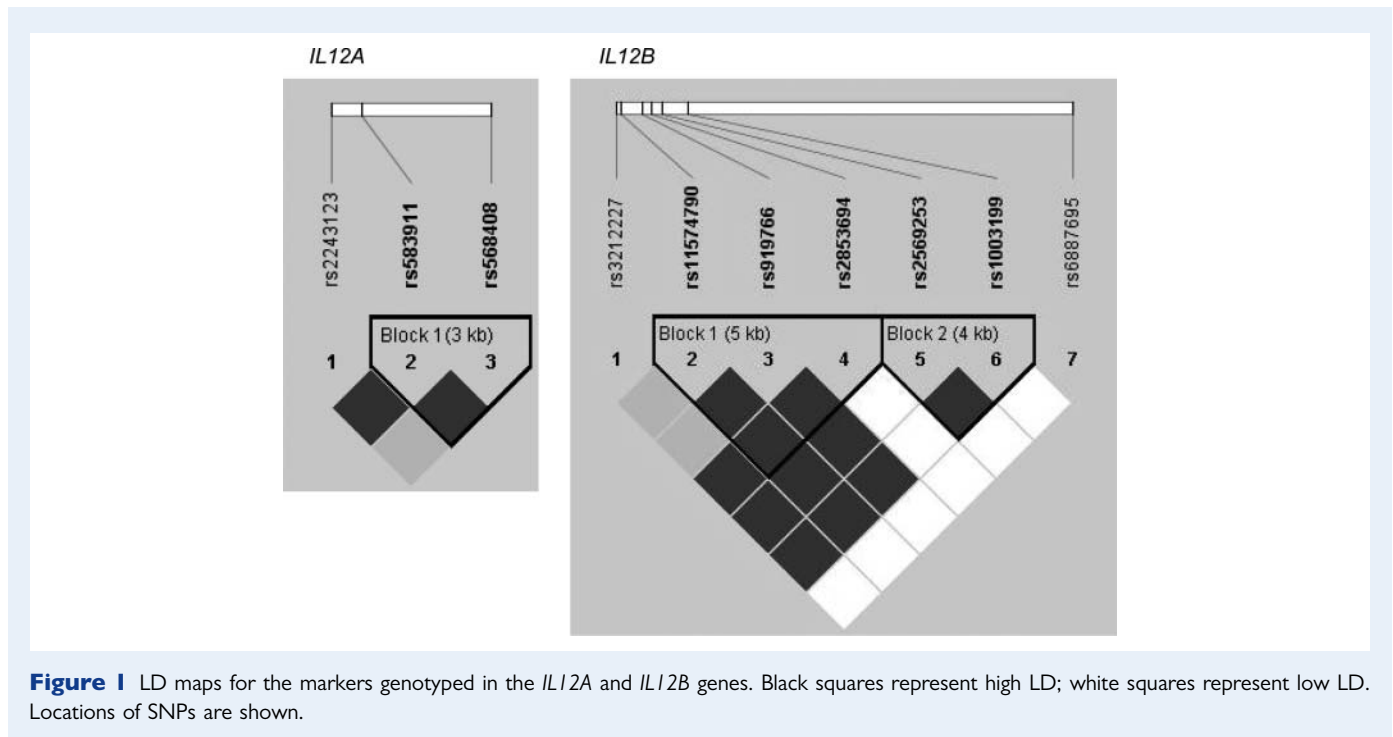 IL12A
IL12B
rs2243123
rs583911
rs568408
rs3212227
rs11574790
rs919766
rs2853694
rs2569253
rs1003199
rs6887695
Block 1 (3 kb)
1 2 3
Block 1 (5 kb)
Block 2 (4 kb)
1 2 3 4 5 6 7
Figure 1 LD maps for the markers genotyped in the IL12A and IL12B genes. Black squares represent high LD; white squares represent low LD.
Locations of SNPs are shown.